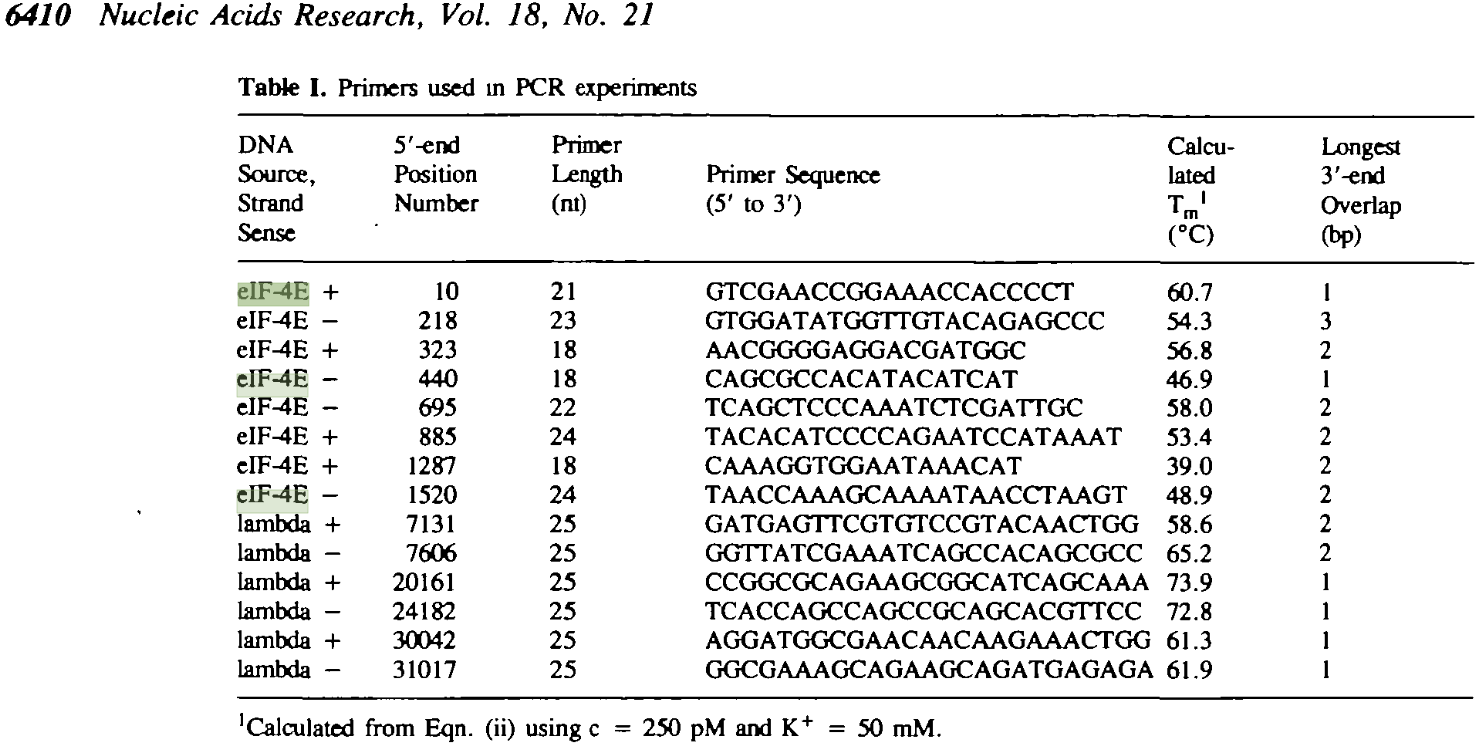 6410 Nucleic Acids Research, Vol. 18, No. 21
Table I. Primers used in PCR experiments
DNA Source, Strand Sense 5′-end Position Number Primer Length (nt) Primer Sequence (5′ to 3′) Calcu-lated Tm¹ (°C) Longest 3′-end Overlap (bp)
eIF-4E + 10 21 GTCGAACCGGAAACCACCCCT 60.7 1
eIF-4E − 218 23 GTGGATATGGTTGTACAGAGCCC 54.3 3
eIF-4E + 323 18 AACGGGGAGGACGATGGC 56.8 2
eIF-4E − 440 18 CAGCGCCACATACATCAT 46.9 1
eIF-4E − 695 22 TCAGCTCCCAAATCTCGATTGC 58.0 2
eIF-4E + 885 24 TACACATCCCCAGAATCCATAAAT 53.4 2
eIF-4E + 1287 18 CAAAGGTGGAATAAACAT 39.0 2
eIF-4E − 1520 24 TAACCAAAGCAAAATAACCTAAGT 48.9 2
lambda + 7131 25 GATGAGTTCGTGTCCGTACAACTGG 58.6 2
lambda − 7606 25 GGTTATCGAAATCAGCCACAGCGCC 65.2 2
lambda + 20161 25 CCGGCGCAGAAGCGGCATCAGCAAA 73.9 1
lambda − 24182 25 TCACCAGCCAGCCGCAGCACGTTCC 72.8 1
lambda + 30042 25 AGGATGGCGAACAACAAGAAACTGG 61.3 1
lambda − 31017 25 GGCGAAAGCAGAAGCAGATGAGAGA 61.9 1
¹Calculated from Eqn. (ii) using c = 250 pM and K⁺ = 50 mM.